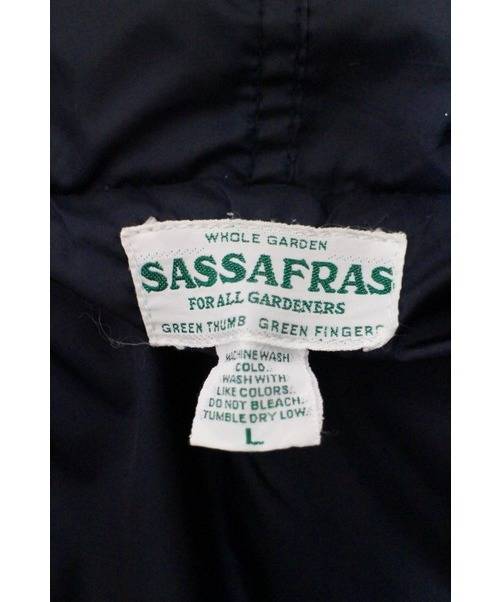 WHOLE GARDEN
SASSAFRAS
FOR ALL GARDENERS
GREEN THUMB GREEN FINGERS
MACHINE WASH
COLD..
WASH WITH
LIKE COLORS..
DO NOT BLEACH.
TUMBLE DRY LOW..
L